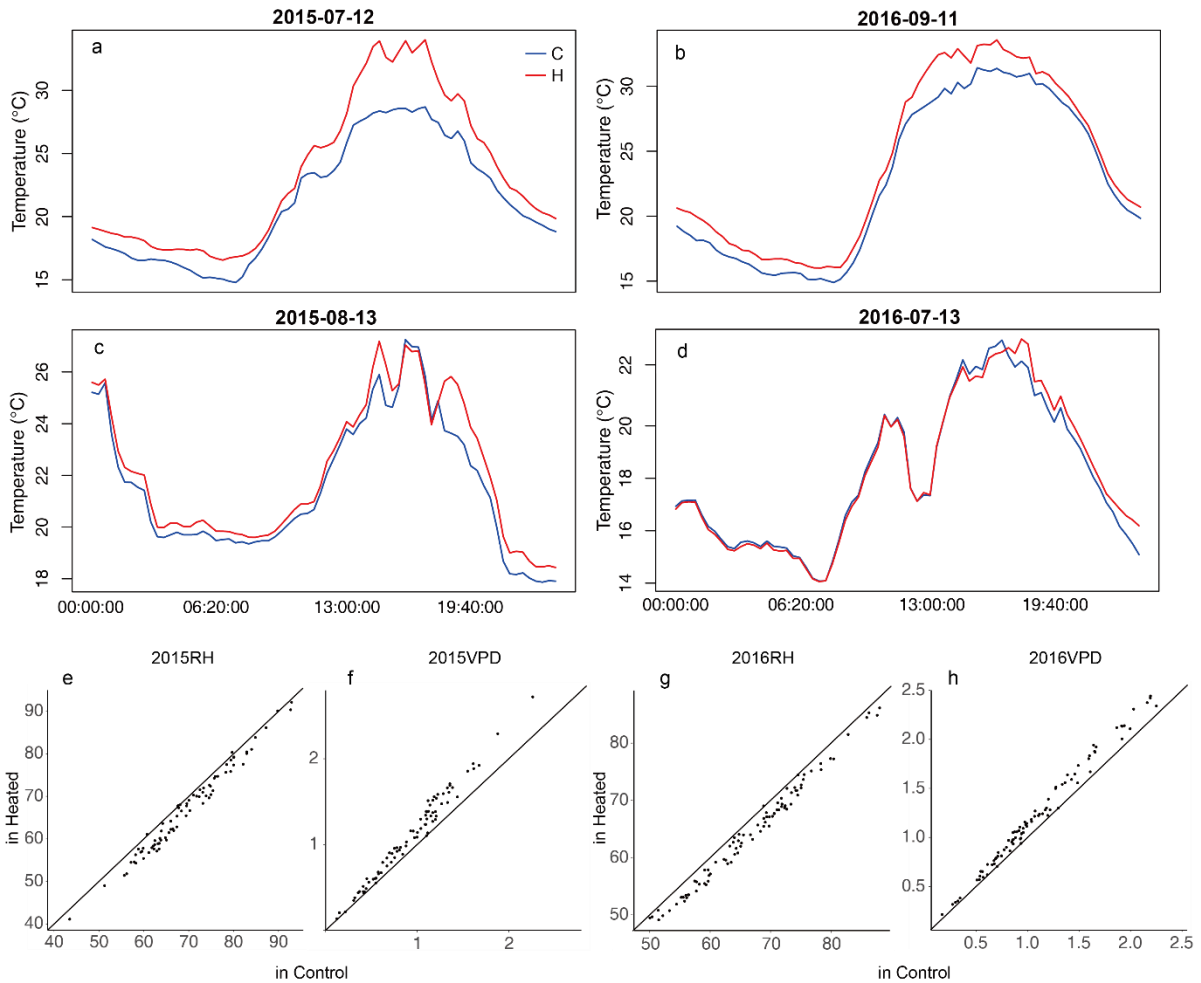 2015-07-12
2016-09-11
a
C
H
b
Temperature (°C)
30
25
20
15
Temperature (°C)
30
25
20
15
2015-08-13
2016-07-13
c
d
Temperature (°C)
26
24
22
20
18
Temperature (°C)
22
20
18
16
14
00:00:00 06:20:00 13:00:00 19:40:00
00:00:00 06:20:00 13:00:00 19:40:00
2015RH
2015VPD
2016RH
2016VPD
e
f
g
h
in Heated
90
80
70
60
50
40
40 50 60 70 80 90
2
1
1 2
in Heated
80
70
60
50
50 60 70 80
2.5
2.0
1.5
1.0
0.5
0.5 1.0 1.5 2.0 2.5
in Control
in Control